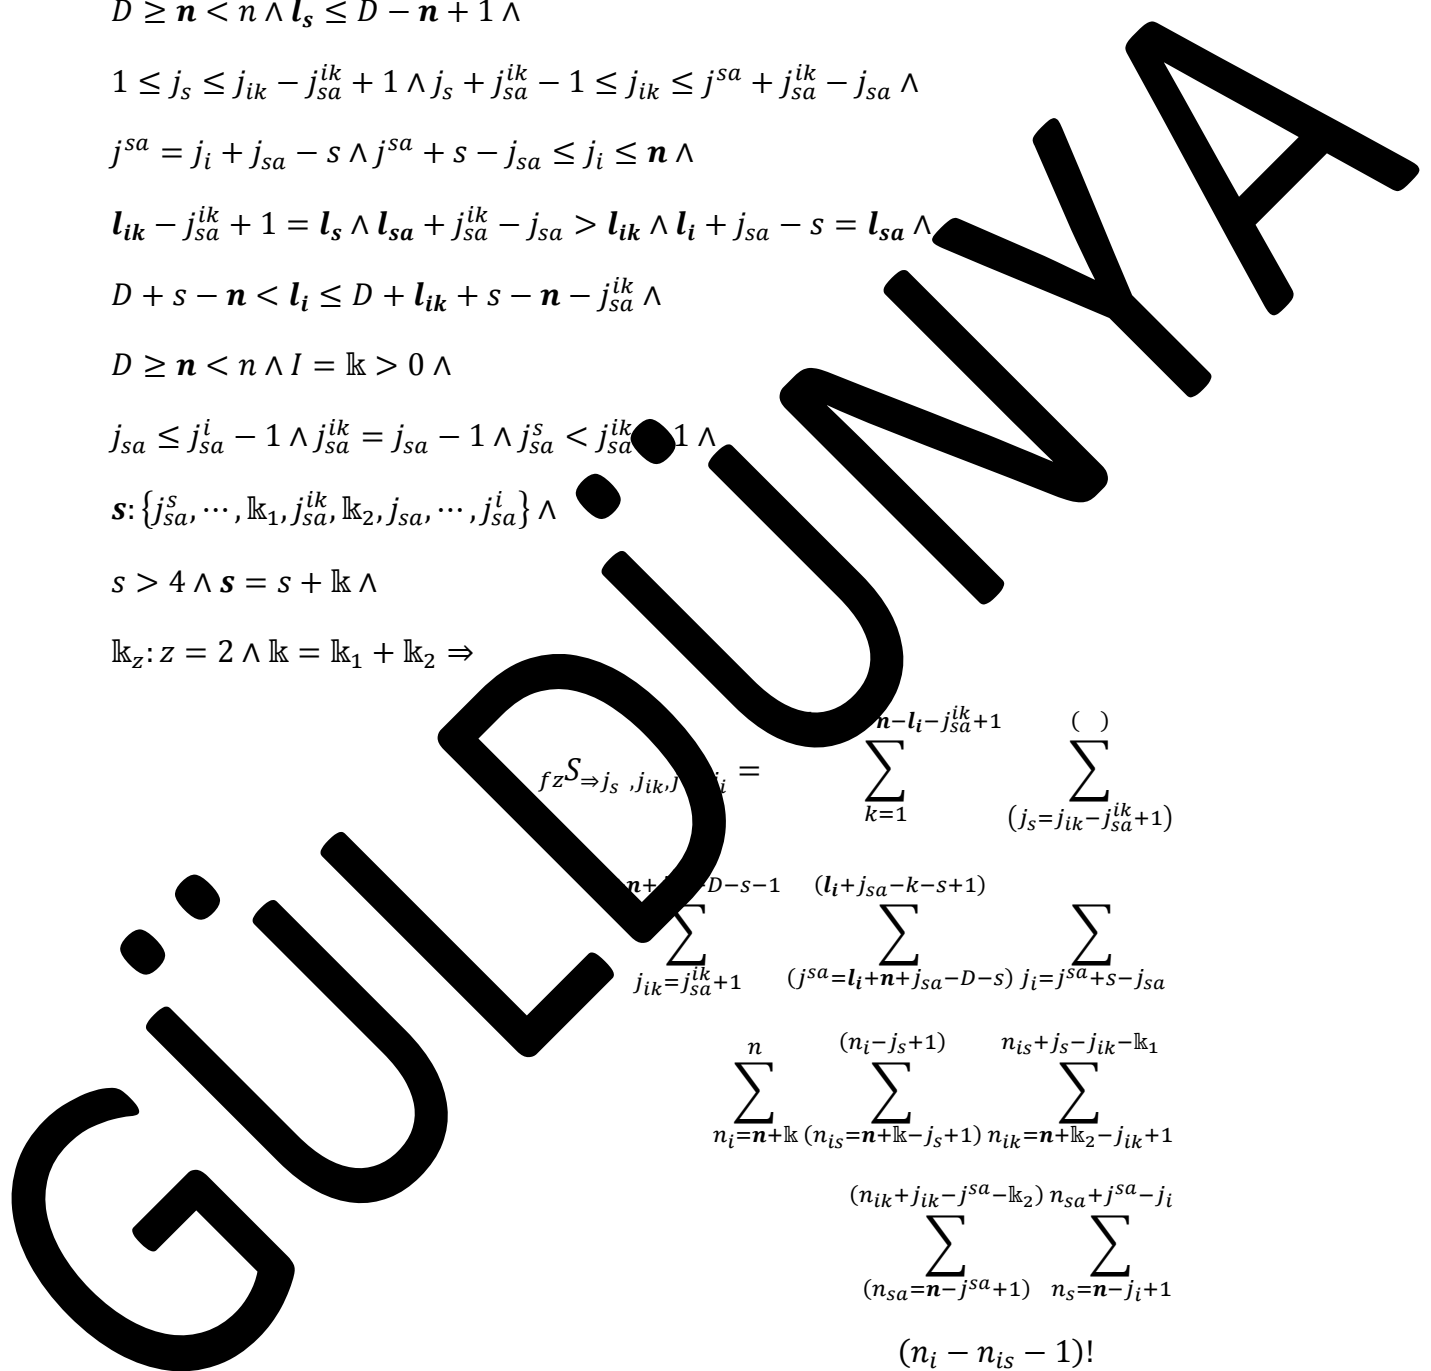 D ≥ n < n ∧ l_s ≤ D − n + 1 ∧
1 ≤ j_s ≤ j_{ik} − j_{sa}^{ik} + 1 ∧ j_s + j_{sa}^{ik} − 1 ≤ j_{ik} ≤ j^{sa} + j_{sa}^{ik} − j_{sa} ∧
j^{sa} = j_i + j_{sa} − s ∧ j^{sa} + s − j_{sa} ≤ j_i ≤ n ∧
l_{ik} − j_{sa}^{ik} + 1 = l_s ∧ l_{sa} + j_{sa}^{ik} − j_{sa} > l_{ik} ∧ l_i + j_{sa} − s = l_{sa} ∧
D + s − n < l_i ≤ D + l_{ik} + s − n − j_{sa}^{ik} ∧
D ≥ n < n ∧ I = 𝕜 > 0 ∧
j_{sa} ≤ j_{sa}^{i} − 1 ∧ j_{sa}^{ik} = j_{sa} − 1 ∧ j_{sa}^{s} < j_{sa}^{ik} 1 ∧
s: {j_{sa}^{s}, ⋯, 𝕜_1, j_{sa}^{ik}, 𝕜_2, j_{sa}, ⋯, j_{sa}^{i}} ∧
s > 4 ∧ s = s + 𝕜 ∧
𝕜_z: z = 2 ∧ 𝕜 = 𝕜_1 + 𝕜_2 ⇒
_{fz}S_{⇒j_s, j_{ik}, j i} = ∑_{k=1}^{n−l_i−j_{sa}^{ik}+1} ∑_{(j_s=j_{ik}−j_{sa}^{ik}+1)}^{( )}
∑_{j_{ik}=j_{sa}^{ik}+1}^{n+ −D−s−1} ∑_{(j^{sa}=l_i+n+j_{sa}−D−s)}^{(l_i+j_{sa}−k−s+1)} ∑_{j_i=j^{sa}+s−j_{sa}}
∑_{n_i=n+𝕜}^{n} ∑_{(n_{is}=n+𝕜−j_s+1)}^{(n_i−j_s+1)} ∑_{n_{ik}=n+𝕜_2−j_{ik}+1}^{n_{is}+j_s−j_{ik}−𝕜_1}
∑_{(n_{sa}=n−j^{sa}+1)}^{(n_{ik}+j_{ik}−j^{sa}−𝕜_2)} ∑_{n_s=n−j_i+1}^{n_{sa}+j^{sa}−j_i}
(n_i − n_{is} − 1)!
GÜLDÜNYA